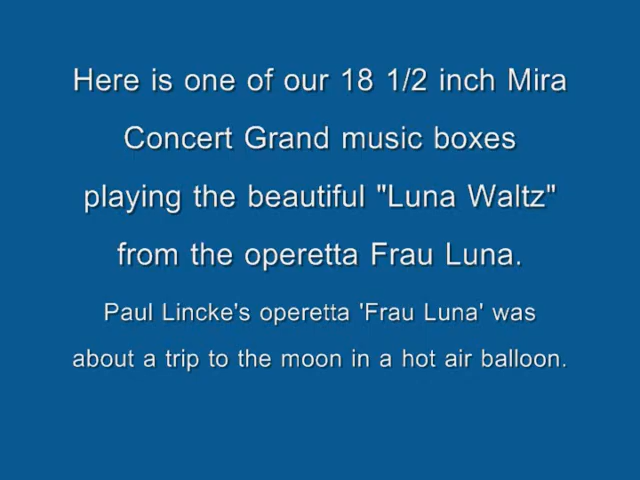 Here is one of our 18 1/2 inch Mira
Concert Grand music boxes
playing the beautiful "Luna Waltz"
from the operetta Frau Luna.
Paul Lincke's operetta 'Frau Luna' was
about a trip to the moon in a hot air balloon.